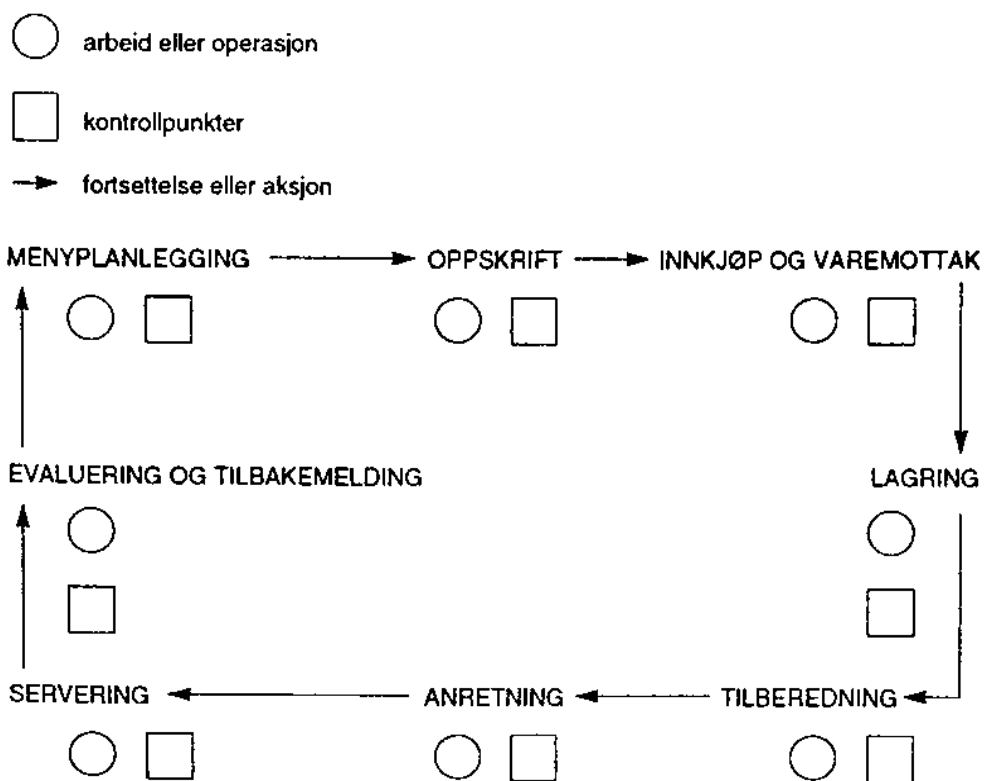 arbeid eller operasjon
kontrollpunkter
fortsettelse eller aksjon
MENYPLANLEGGING OPPSKRIFT INNKJØP OG VAREMOTTAK
EVALUERING OG TILBAKEMELDING LAGRING
SERVERING ANRETNING TILBEREDNING